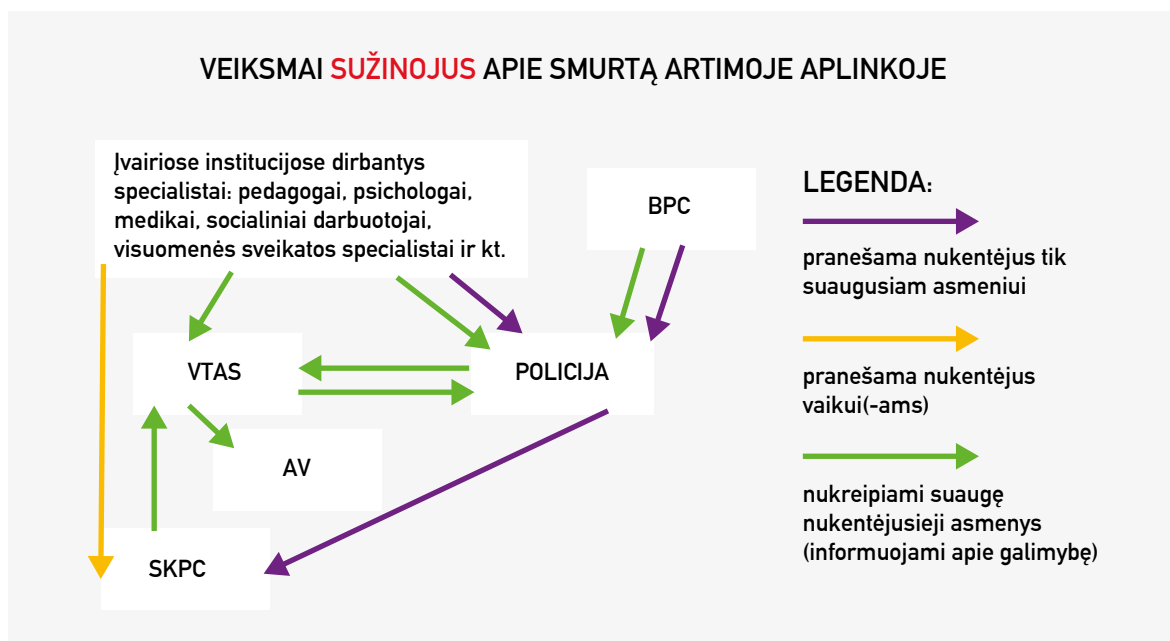 VEIKSMAI SUŽINOJUS APIE SMURTĄ ARTIMOJE APLINKOJE
Įvairiose institucijose dirbantys
specialistai: pedagogai, psichologai,
medikai, socialiniai darbuotojai,
visuomenės sveikatos specialistai ir kt.
BPC
VTAS
POLICIJA
AV
SKPC
LEGENDA:
pranešama nukentėjus tik
suaugusiam asmeniui
pranešama nukentėjus
vaikui(-ams)
nukreipiami suaugę
nukentėjusieji asmenys
(informuojami apie galimybę)